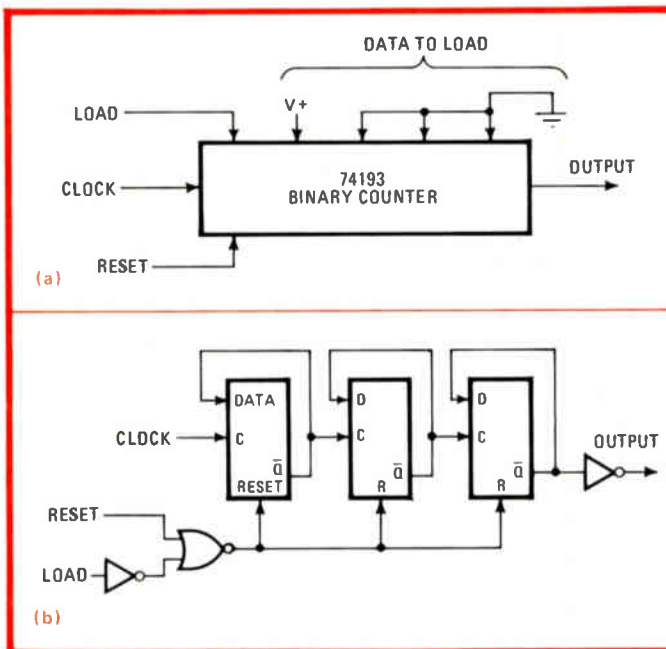 DATA TO LOAD
LOAD
V+
CLOCK
74193
BINARY COUNTER
OUTPUT
RESET
(a)
DATA
D
D
CLOCK
C
C
C
OUTPUT
Q̅
Q̅
Q̅
RESET
R
R
RESET
LOAD
(b)